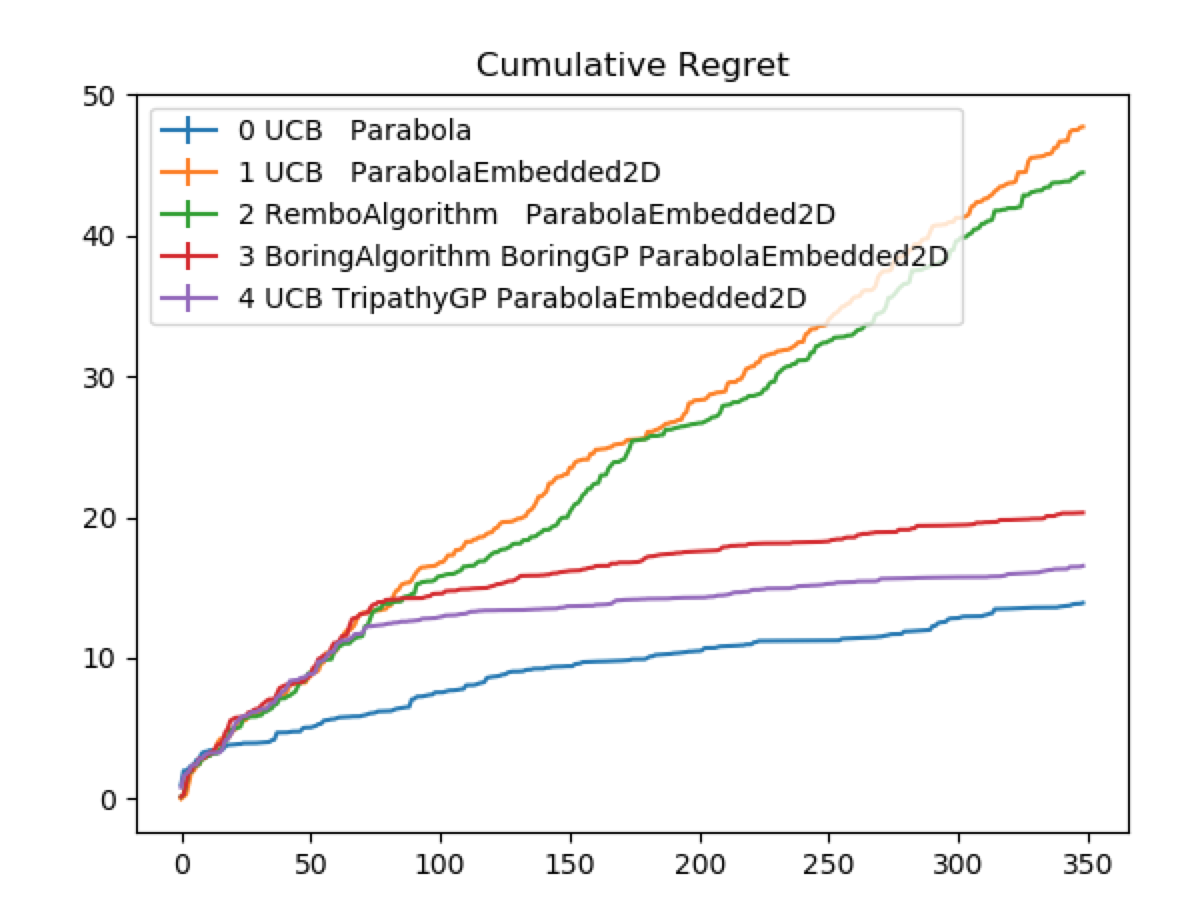 Cumulative Regret
50
0 UCB   Parabola
1 UCB   ParabolaEmbedded2D
2 RemboAlgorithm   ParabolaEmbedded2D
40
3 BoringAlgorithm BoringGP ParabolaEmbedded2D
4 UCB TripathyGP ParabolaEmbedded2D
30
20
10
0
0 50 100 150 200 250 300 350